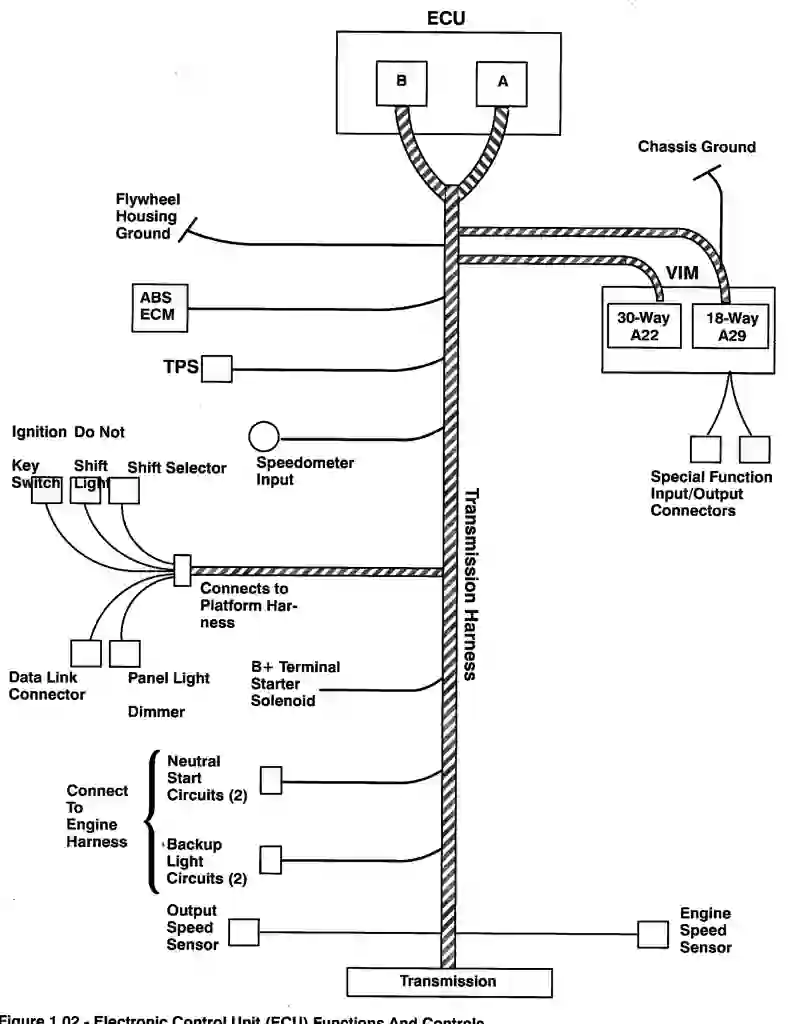 ECU
B
A
Chassis Ground
Flywheel
Housing
Ground
VIM
ABS
ECM
30-Way
A22
18-Way
A29
TPS
Ignition Do Not
Key
Switch
Shift
Light
Shift Selector
Speedometer
Input
Special Function
Input/Output
Connectors
Transmission Harness
Connects to
Platform Har-
ness
Data Link
Connector
Panel Light
Dimmer
B+ Terminal
Starter
Solenoid
Connect
To
Engine
Harness
Neutral
Start
Circuits (2)
Backup
Light
Circuits (2)
Output
Speed
Sensor
Engine
Speed
Sensor
Transmission
Figure 1.02 - Electronic Control Unit (ECU) Functions And Controls